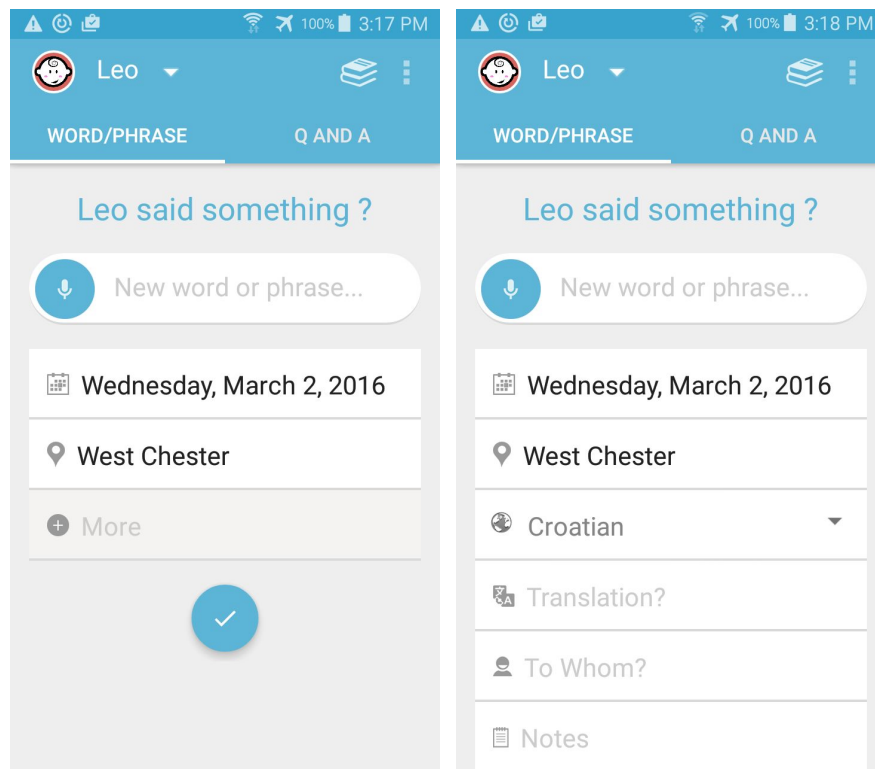 100% 3:17 PM
Leo
WORD/PHRASE Q AND A
Leo said something ?
New word or phrase...
Wednesday, March 2, 2016
West Chester
More
100% 3:18 PM
Leo
WORD/PHRASE Q AND A
Leo said something ?
New word or phrase...
Wednesday, March 2, 2016
West Chester
Croatian
Translation?
To Whom?
Notes